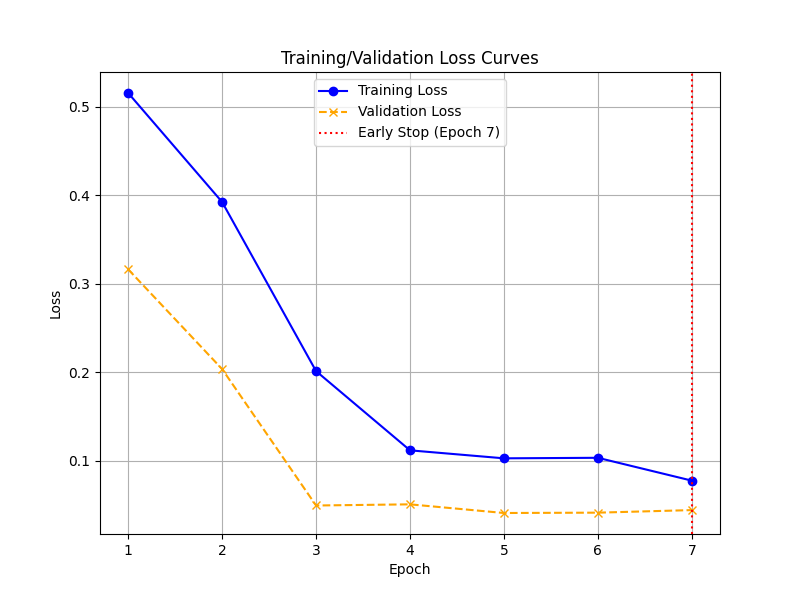 Training/Validation Loss Curves
Training Loss
Validation Loss
Early Stop (Epoch 7)
Loss
0.5
0.4
0.3
0.2
0.1
1 2 3 4 5 6 7
Epoch